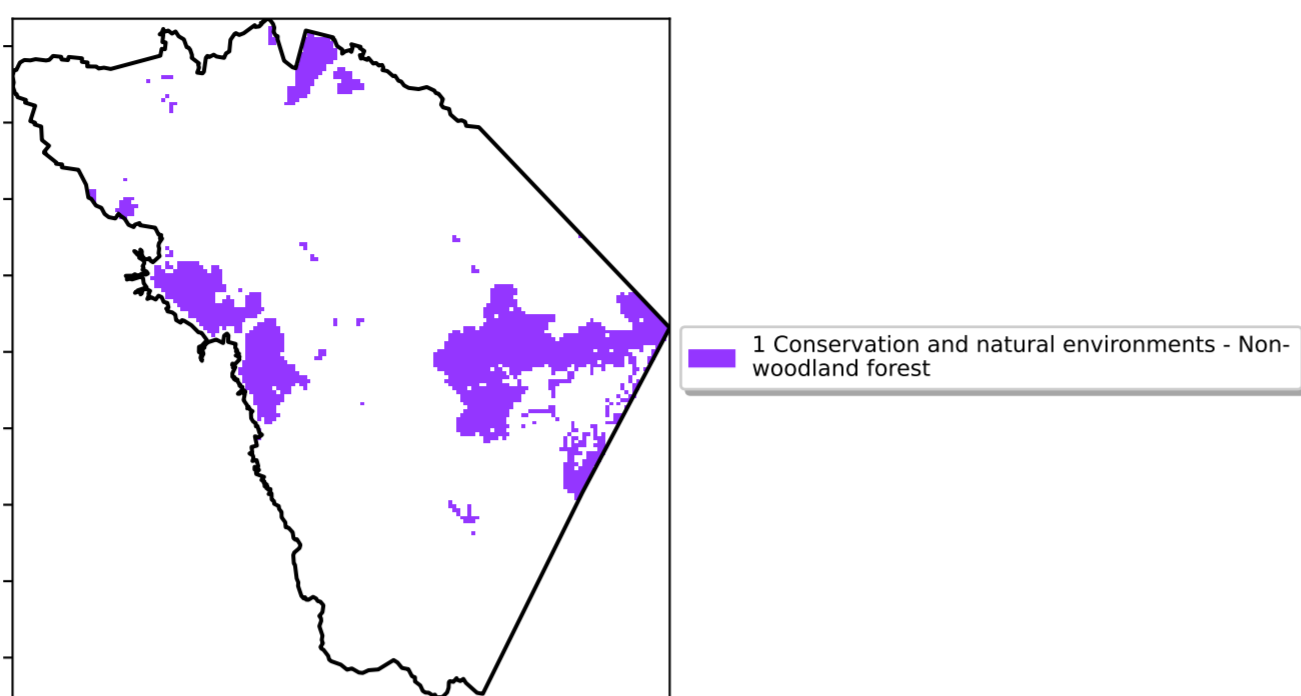 1 Conservation and natural environments - Non-
woodland forest